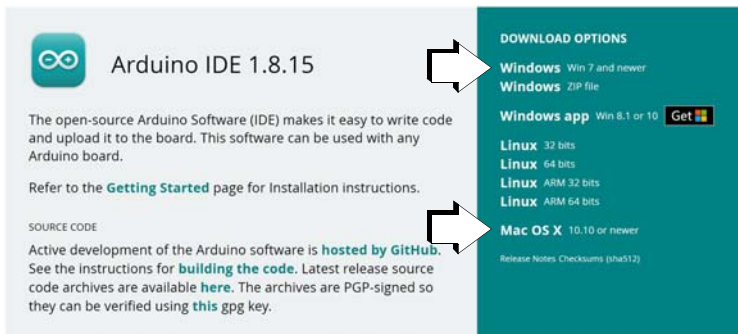 Arduino IDE 1.8.15
The open-source Arduino Software (IDE) makes it easy to write code
and upload it to the board. This software can be used with any
Arduino board.
Refer to the Getting Started page for Installation instructions.
SOURCE CODE
Active development of the Arduino software is hosted by GitHub.
See the instructions for building the code. Latest release source
code archives are available here. The archives are PGP-signed so
they can be verified using this gpg key.
DOWNLOAD OPTIONS
Windows Win 7 and newer
Windows ZIP file
Windows app Win 8.1 or 10 Get
Linux 32 bits
Linux 64 bits
Linux ARM 32 bits
Linux ARM 64 bits
Mac OS X 10.10 or newer
Release Notes Checksums (sha512)